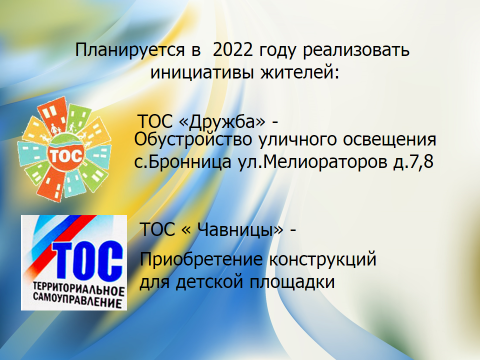 Планируется в 2022 году реализовать
инициативы жителей:
ТОС «Дружба» -
Обустройство уличного освещения
с.Бронница ул.Мелиораторов д.7,8
ТОС
ТОС « Чавницы» -
Приобретение конструкций
для детской площадки
ТОС
ТЕРРИТОРИАЛЬНОЕ
САМОУПРАВЛЕНИЕ